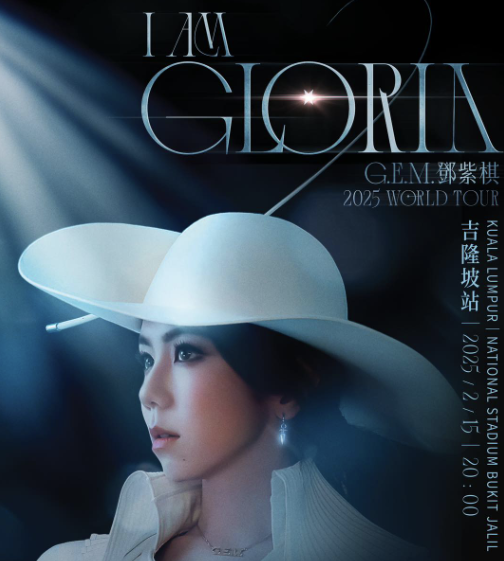 I AM
GLORIA
G.E.M.鄧紫棋
2025 WORLD TOUR
KUALA LUMPUR | NATIONAL STADIUM BUKIT JALIL
吉隆坡站 | 2025 / 2 / 15 | 20 : 00